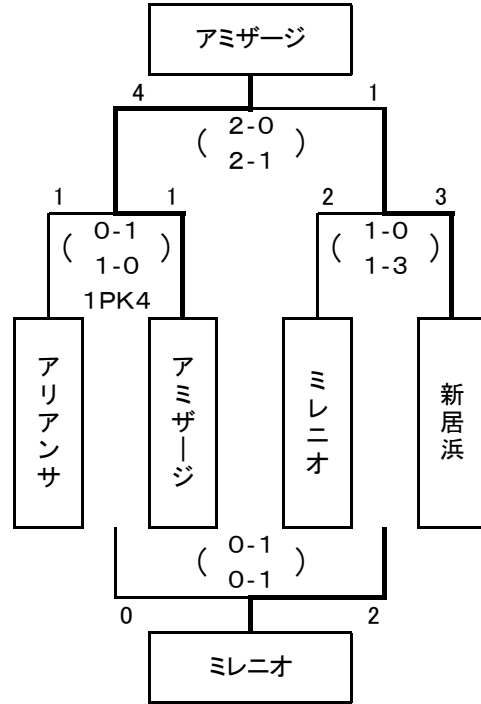 アミザージ
4 1
( 2-0 )
2-1
1 1 2 3
( 0-1 ) ( 1-0 )
1-0 1-3
1PK4
アリアンサ
アミザージ
ミレニオ
新居浜
( 0-1 )
0-1
0 2
ミレニオ